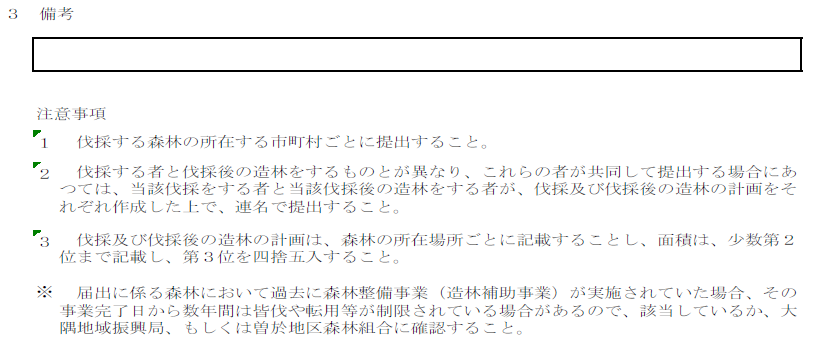 ３　備考
注意事項
1　伐採する森林の所在する市町村ごとに提出すること。
2　伐採する者と伐採後の造林をするものとが異なり、これらの者が共同して提出する場合にあ
つては、当該伐採をする者と当該伐採後の造林をする者が、伐採及び伐採後の造林の計画をそ
れぞれ作成した上で、連名で提出すること。
3　伐採及び伐採後の造林の計画は、森林の所在場所ごとに記載することし、面積は、少数第２
位まで記載し、第３位を四捨五入すること。
※　届出に係る森林において過去に森林整備事業（造林補助事業）が実施されていた場合、その
事業完了日から数年間は皆伐や転用等が制限されている場合があるので、該当しているか、大
隅地域振興局、もしくは曽於地区森林組合に確認すること。